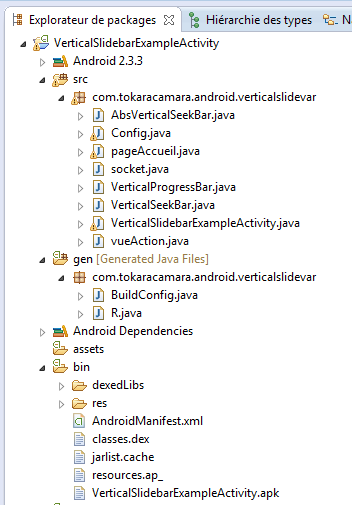 Explorateur de packages Hiérarchie des types
VerticalSlidebarExampleActivity
Android 2.3.3
src
com.tokaracamara.android.verticalslidevar
AbsVerticalSeekBar.java
Config.java
pageAccueil.java
socket.java
VerticalProgressBar.java
VerticalSeekBar.java
VerticalSlidebarExampleActivity.java
vueAction.java
gen [Generated Java Files]
com.tokaracamara.android.verticalslidevar
BuildConfig.java
R.java
Android Dependencies
assets
bin
dexedLibs
res
AndroidManifest.xml
classes.dex
jarlist.cache
resources.ap_
VerticalSlidebarExampleActivity.apk